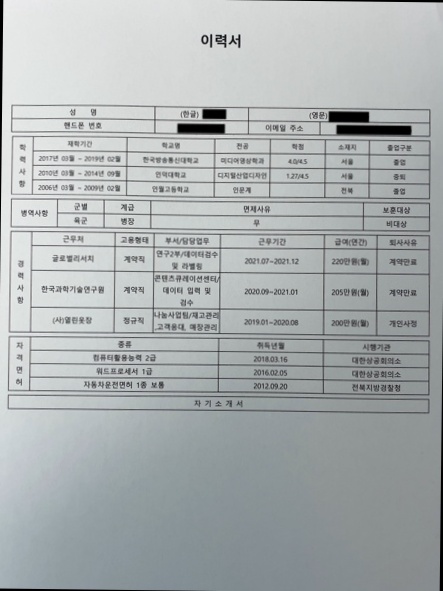 이력서
성 명 (한글) (영문)
핸드폰 번호 이메일 주소
학력사항
재학기간 학교명 전공 학점 소재지 졸업구분
2017년 03월 ~ 2019년 02월 한국방송통신대학교 미디어영상학과 4.0/4.5 서울 졸업
2010년 03월 ~ 2014년 09월 인덕대학교 디지털산업디자인 1.27/4.5 서울 중퇴
2006년 03월 ~ 2009년 02월 만월고등학교 인문계 전북 졸업
병역사항 군별 계급 면제사유 보훈대상
육군 병장 무 비대상
경력사항
근무처 고용형태 부서/담당업무 근무기간 급여(연간) 퇴사사유
글로벌리서치 계약직 연구2부/데이터검수 및 라벨링 2021.07~2021.12 220만원(월) 계약만료
한국과학기술연구원 계약직 콘텐츠큐레이션센터/데이터 입력 및 검수 2020.09~2021.01 205만원(월) 계약만료
(사)열린옷장 정규직 나눔사업팀/재고관리,고객응대, 매장관리 2019.01~2020.08 200만원(월) 개인사정
자격면허
종류 취득년월 시행기관
컴퓨터활용능력 2급 2018.03.16 대한상공회의소
워드프로세서 1급 2016.02.05 대한상공회의소
자동차운전면허 1종 보통 2012.09.20 전북지방경찰청
자 기 소 개 서